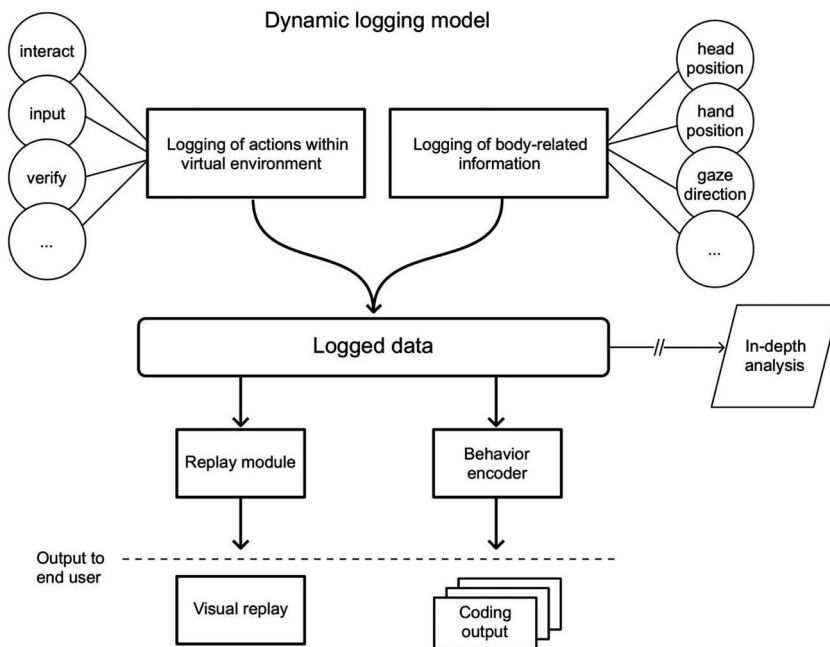 Dynamic logging model
interact
input
verify
...
Logging of actions within
virtual environment
Logging of body-related
information
head
position
hand
position
gaze
direction
...
Logged data
//
In-depth
analysis
Replay module
Behavior
encoder
Output to
end user
Visual replay
Coding
output